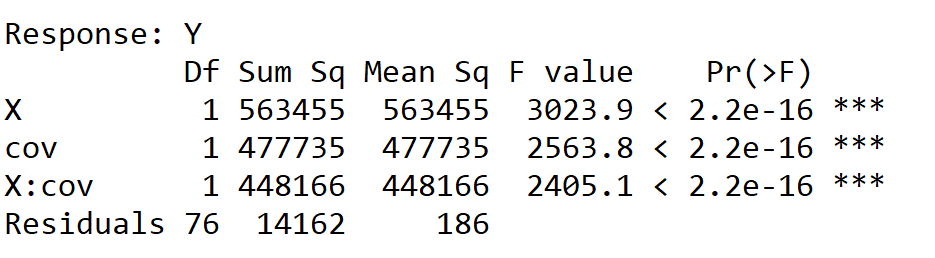 Response: Y
Df Sum Sq Mean Sq F value Pr(>F)
X 1 563455 563455 3023.9 < 2.2e-16 ***
cov 1 477735 477735 2563.8 < 2.2e-16 ***
X:cov 1 448166 448166 2405.1 < 2.2e-16 ***
Residuals 76 14162 186